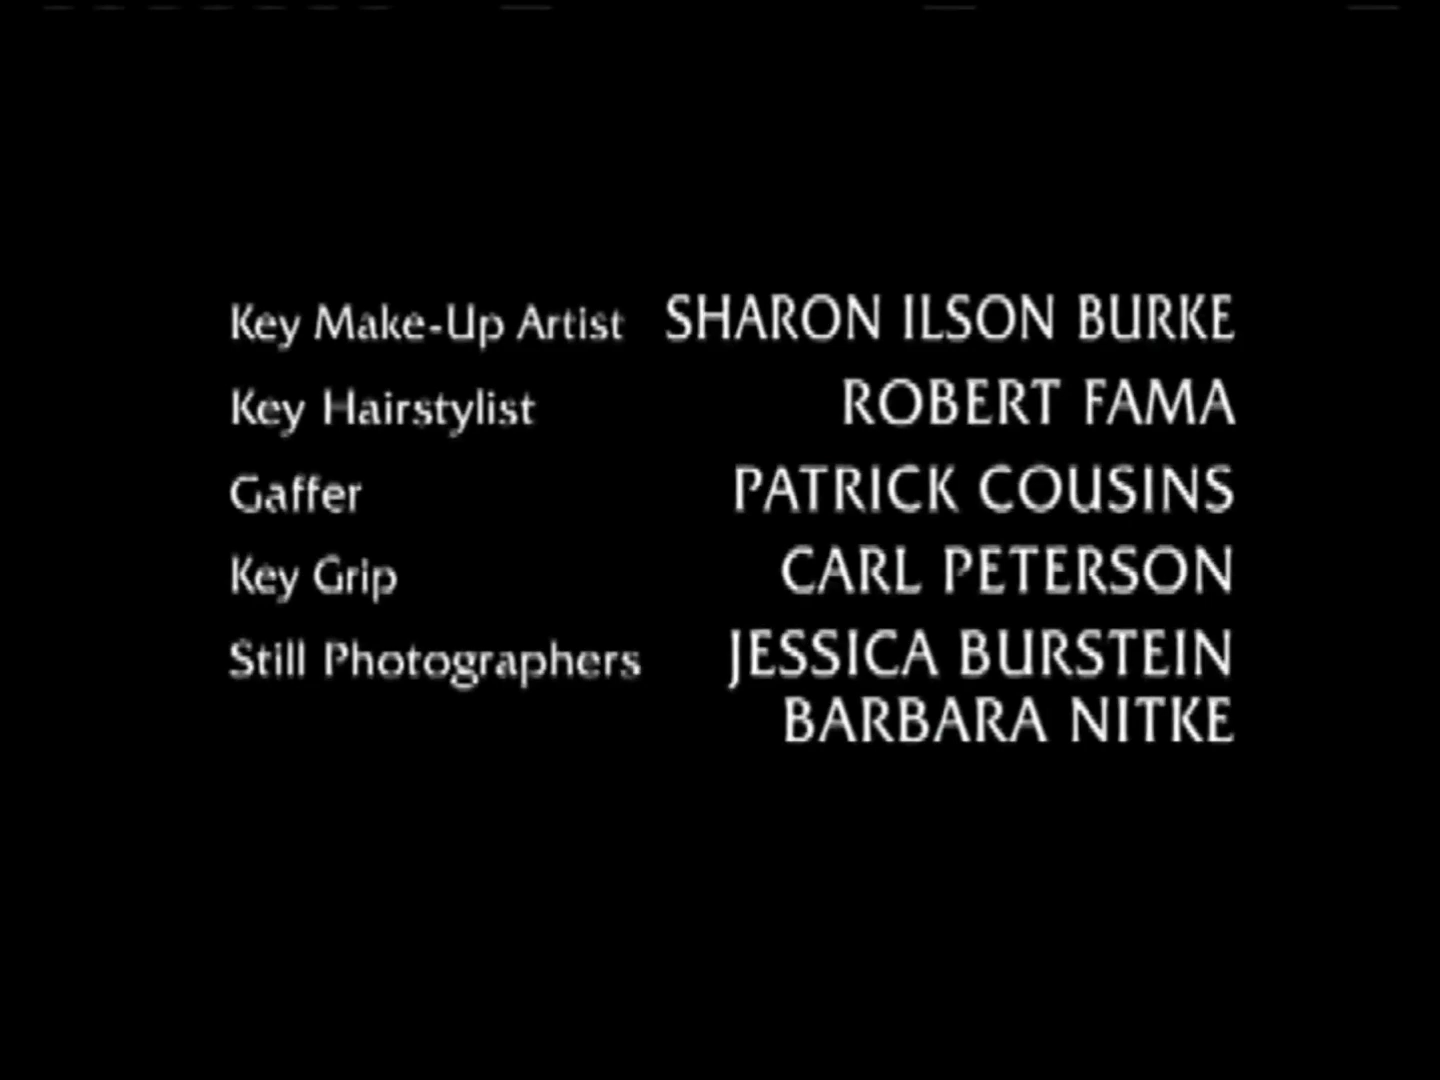 Key Make-Up Artist SHARON ILSON BURKE
Key Hairstylist ROBERT FAMA
Gaffer PATRICK COUSINS
Key Grip CARL PETERSON
Still Photographers JESSICA BURSTEIN
BARBARA NITKE